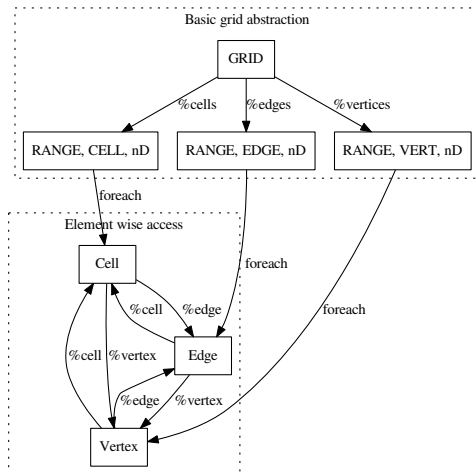 Basic grid abstraction
GRID
%cells
%edges
%vertices
RANGE, CELL, nD
RANGE, EDGE, nD
RANGE, VERT, nD
foreach
Element wise access
Cell
foreach
%cell
%edge
foreach
%cell
%vertex
Edge
%edge
%vertex
Vertex